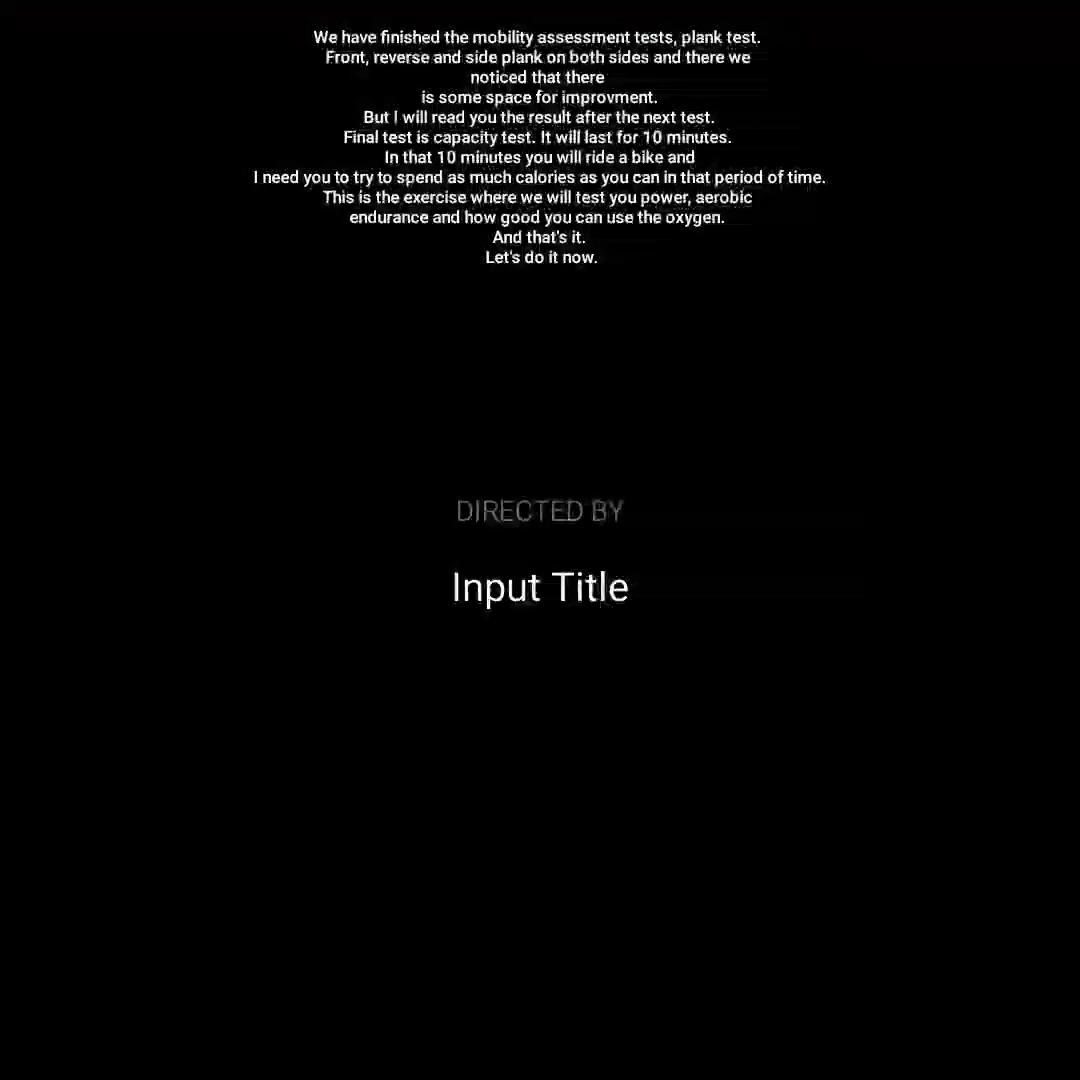 We have finished the mobility assessment tests, plank test.
Front, reverse and side plank on both sides and there we
noticed that there
is some space for improvment.
But I will read you the result after the next test.
Final test is capacity test. It will last for 10 minutes.
In that 10 minutes you will ride a bike and
I need you to try to spend as much calories as you can in that period of time.
This is the exercise where we will test you power, aerobic
endurance and how good you can use the oxygen.
And that's it.
Let's do it now.
DIRECTED BY
Input Title